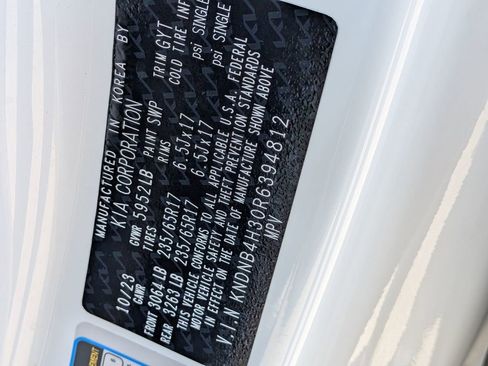 MANUFACTURED IN KOREA BY
KIA CORPORATION
10/23 GVWR 5952LB PAINT SWP TRIM GYT
GAWR TIRES RIMS COLD TIRE INF
FRONT 3064 LB 235/65R17 6.5Jx17 psi SINGLE
REAR 3263 LB 235/65R17 6.5Jx17 psi SINGLE
THIS VEHICLE CONFORMS TO ALL APPLICABLE U.S.A. FEDERAL
MOTOR VEHICLE SAFETY AND THEFT PREVENTION STANDARDS
IN EFFECT ON THE DATE OF MANUFACTURE SHOWN ABOVE
V.I.N KNDNB4H30R6394812
MPV